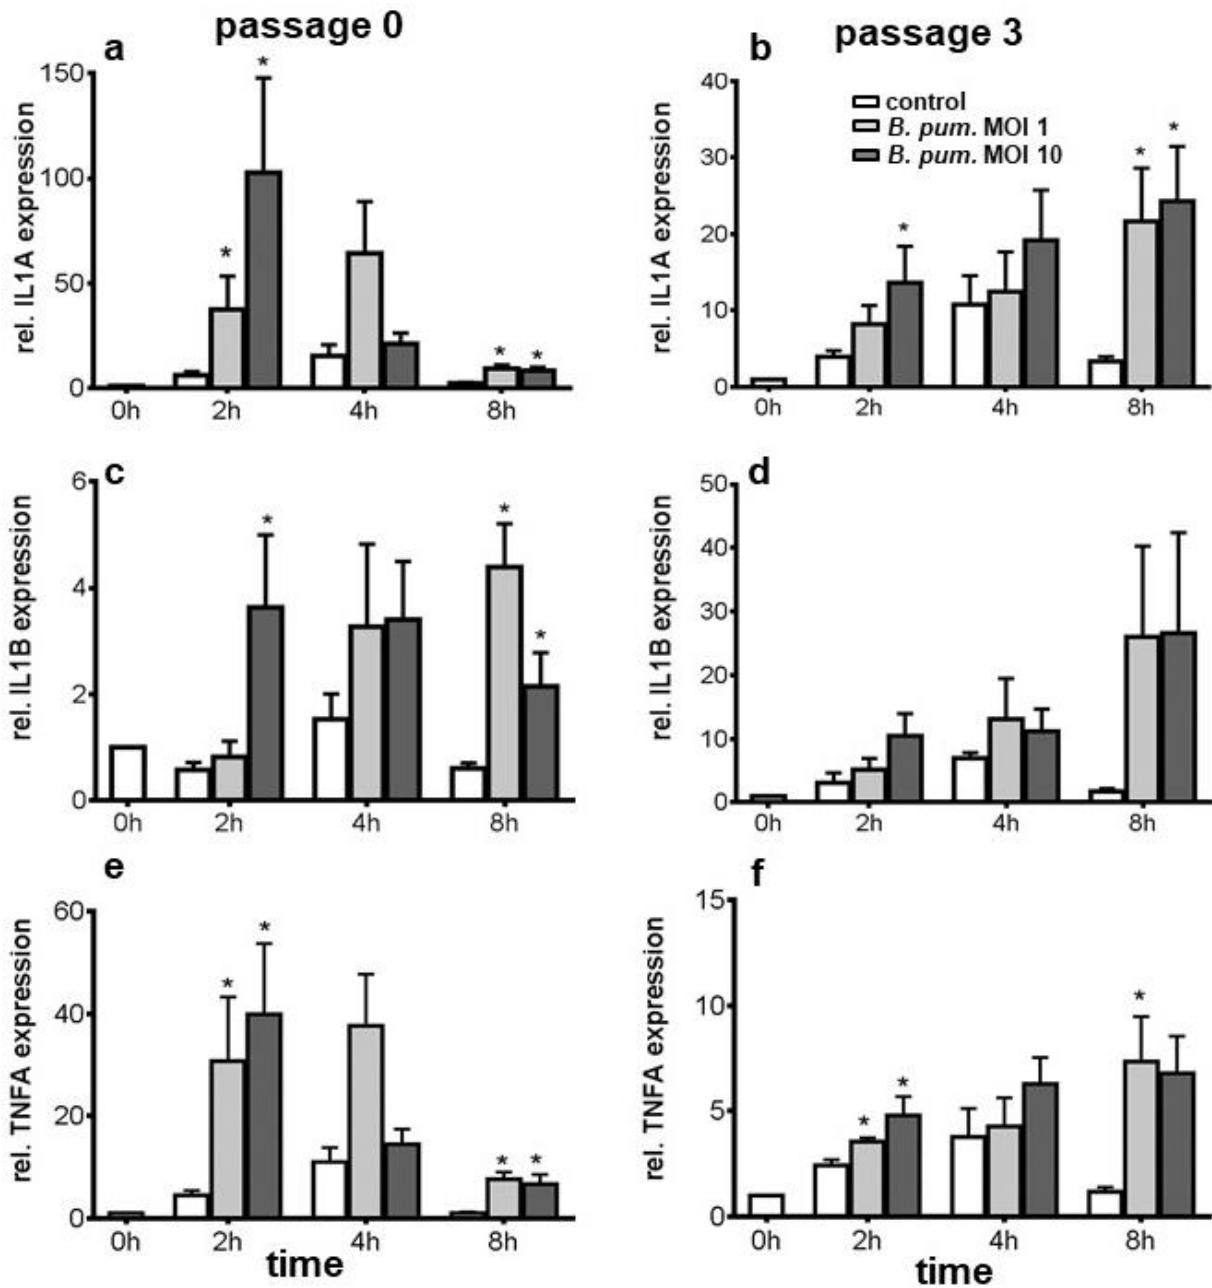 passage 0
passage 3
a
150
100
50
0
rel. IL1A expression
*
*
*
*
0h 2h 4h 8h
b
40
30
20
10
0
rel. IL1A expression
control
B. pum. MOI 1
B. pum. MOI 10
*
*
*
0h 2h 4h 8h
c
6
4
2
0
rel. IL1B expression
*
*
*
0h 2h 4h 8h
d
50
40
30
20
10
0
rel. IL1B expression
0h 2h 4h 8h
e
60
40
20
0
rel. TNFA expression
*
*
*
*
0h 2h 4h 8h
time
f
15
10
5
0
rel. TNFA expression
*
*
*
0h 2h 4h 8h
time